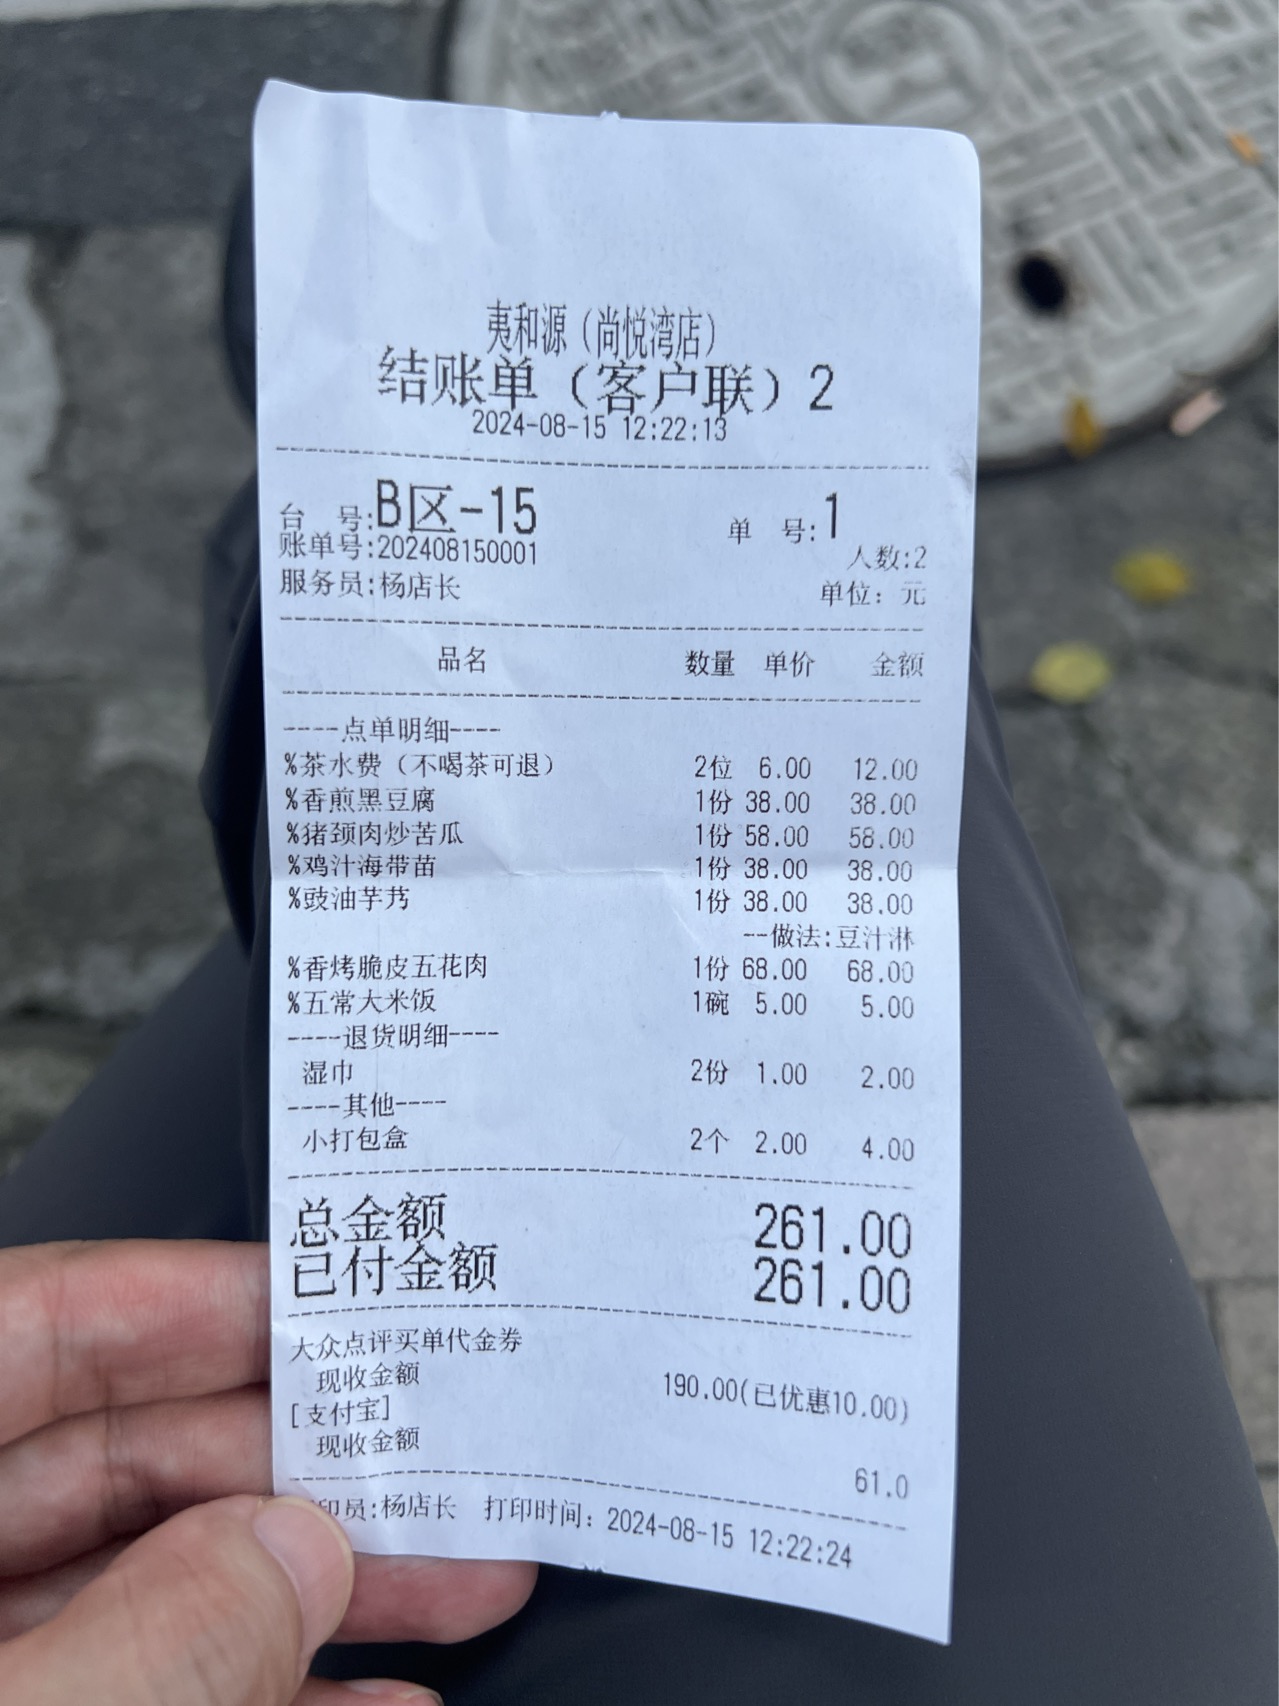 夷和源（尚悦湾店）
结账单（客户联）2
2024-08-15 12:22:13
台 号:B区-15 单 号:1
账单号:202408150001 人数:2
服务员:杨店长 单位：元
品名 数量 单价 金额
----点单明细----
%茶水费（不喝茶可退） 2位 6.00 12.00
%香煎黑豆腐 1份 38.00 38.00
%猪颈肉炒苦瓜 1份 58.00 58.00
%鸡汁海带苗 1份 38.00 38.00
%豉油芋艿 1份 38.00 38.00
--做法:豆汁淋
%香烤脆皮五花肉 1份 68.00 68.00
%五常大米饭 1碗 5.00 5.00
----退货明细----
湿巾 2份 1.00 2.00
----其他----
小打包盒 2个 2.00 4.00
总金额 261.00
已付金额 261.00
大众点评买单代金券
现收金额 190.00(已优惠10.00)
[支付宝]
现收金额 61.0
印员:杨店长 打印时间：2024-08-15 12:22:24